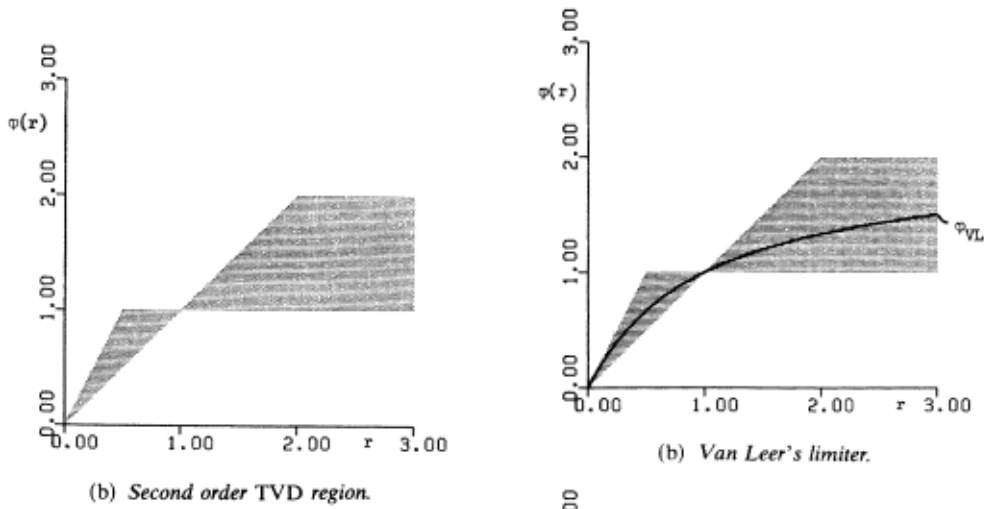 3.00
φ(r)
2.00
1.00
0.00
0.00 1.00 2.00 r 3.00
(b) Second order TVD region.
3.00
φ(r)
2.00
φVL
1.00
0.00
0.00 1.00 2.00 r 3.00
(b) Van Leer's limiter.
00